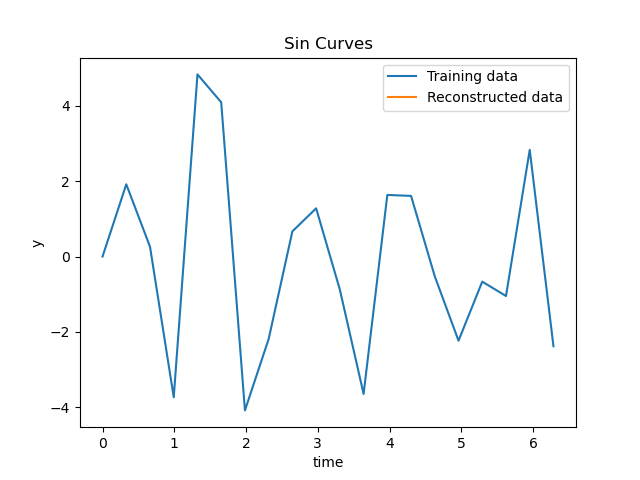 Sin Curves
Training data
Reconstructed data
y
4
2
0
−2
−4
0 1 2 3 4 5 6
time